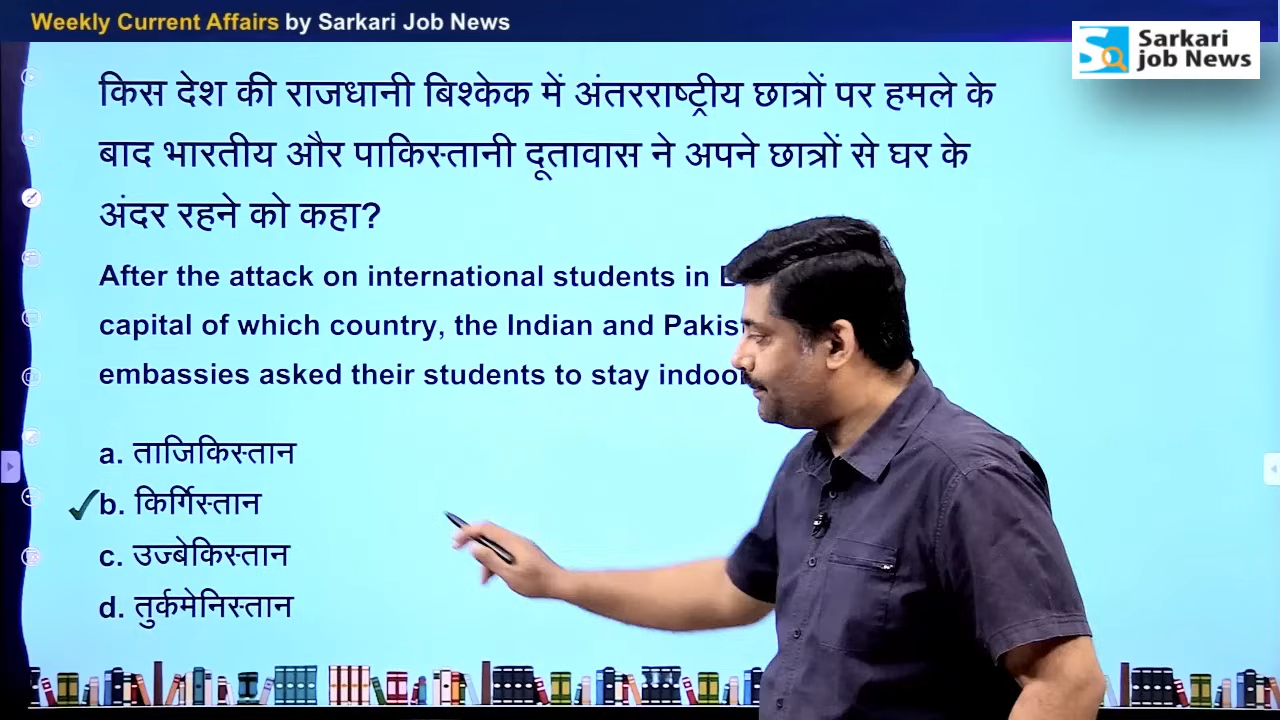 Weekly Current Affairs by Sarkari Job News
Sarkari
Job News
किस देश की राजधानी बिश्केक में अंतरराष्ट्रीय छात्रों पर हमले के
बाद भारतीय और पाकिस्तानी दूतावास ने अपने छात्रों से घर के
अंदर रहने को कहा?
After the attack on international students in
capital of which country, the Indian and
embassies asked their students to stay
a. ताजिकिस्तान
b. किर्गिस्तान
c. उज्बेकिस्तान
d. तुर्कमेनिस्तान